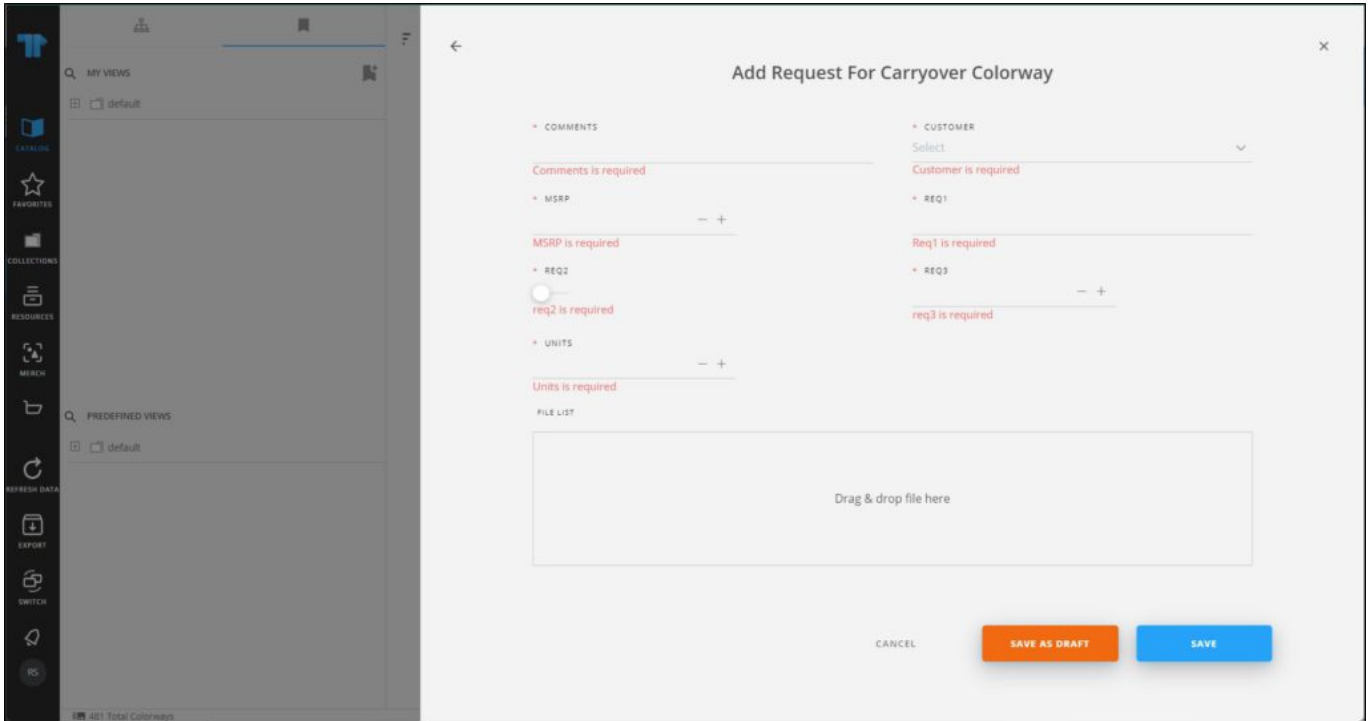 MY VIEWS
default
CATALOG
FAVORITES
COLLECTIONS
RESOURCES
MERCH
PREDEFINED VIEWS
default
REFRESH DATA
EXPORT
SWITCH
RS
481 Total Colorways
Add Request For Carryover Colorway
* COMMENTS
Comments is required
* CUSTOMER
Select
Customer is required
* MSRP
MSRP is required
* REQ1
Req1 is required
* REQ2
req2 is required
* REQ3
req3 is required
* UNITS
Units is required
FILE LIST
Drag & drop file here
CANCEL
SAVE AS DRAFT
SAVE